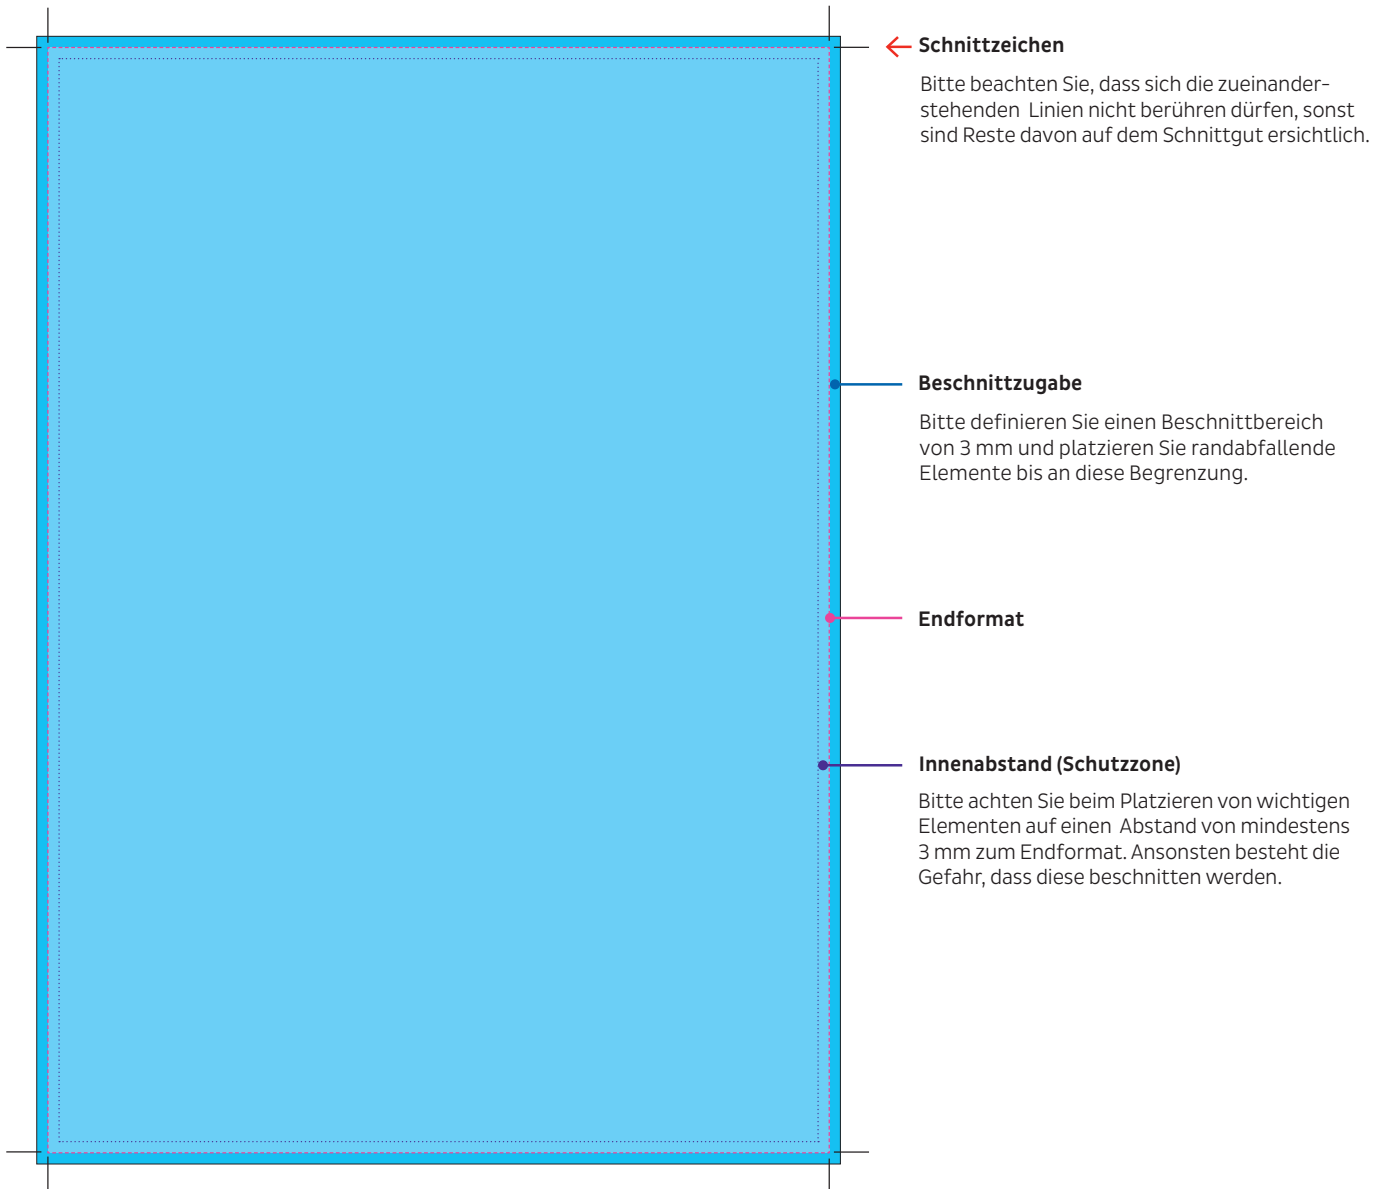 Schnittzeichen
Bitte beachten Sie, dass sich die zueinander-
stehenden Linien nicht berühren dürfen, sonst
sind Reste davon auf dem Schnittgut ersichtlich.
Beschnittzugabe
Bitte definieren Sie einen Beschnittbereich
von 3 mm und platzieren Sie randabfallende
Elemente bis an diese Begrenzung.
Endformat
Innenabstand (Schutzzone)
Bitte achten Sie beim Platzieren von wichtigen
Elementen auf einen Abstand von mindestens
3 mm zum Endformat. Ansonsten besteht die
Gefahr, dass diese beschnitten werden.